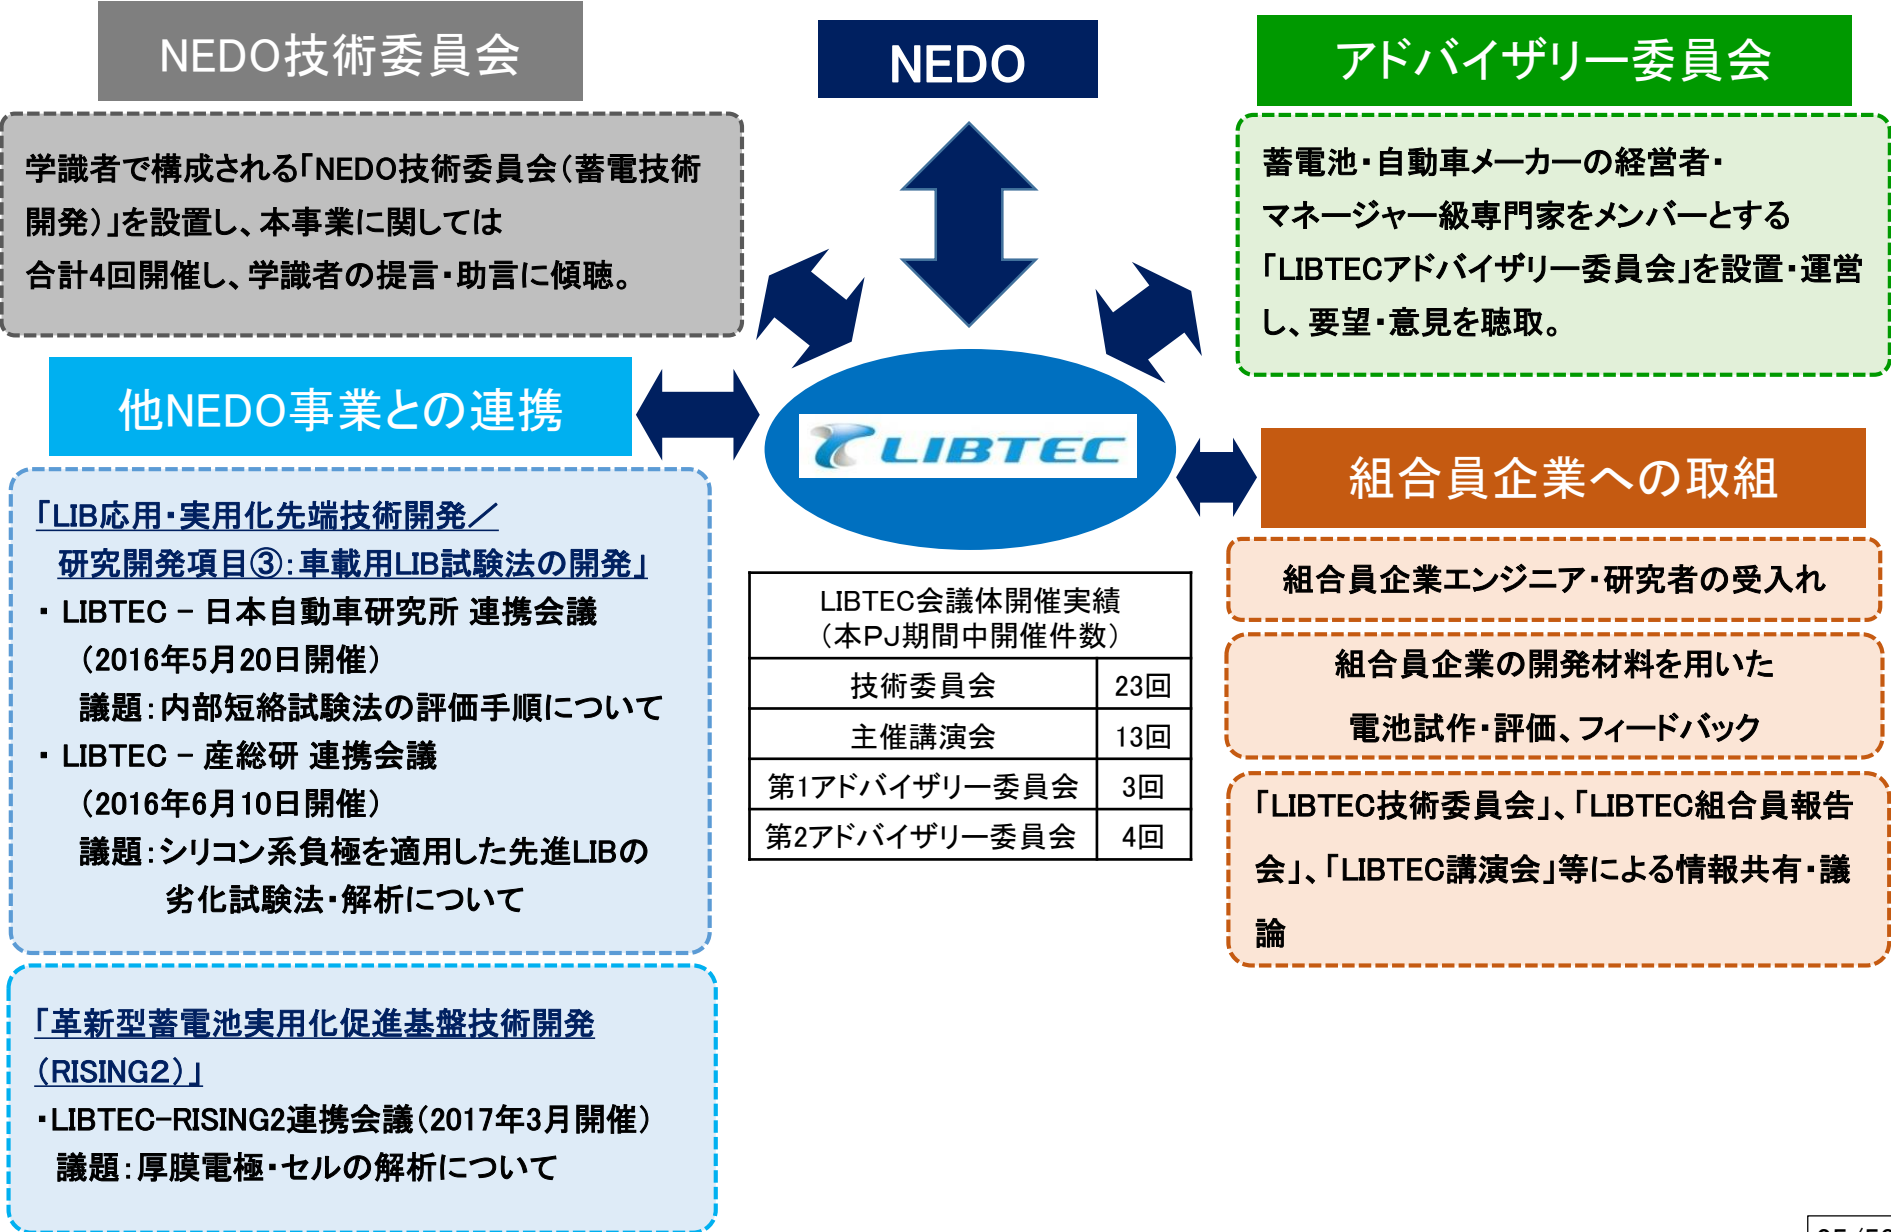 NEDO技術委員会
学識者で構成される「NEDO技術委員会（蓄電技術
開発）」を設置し、本事業に関しては
合計4回開催し、学識者の提言・助言に傾聴。
NEDO
アドバイザリー委員会
蓄電池・自動車メーカーの経営者・
マネージャー級専門家をメンバーとする
「LIBTECアドバイザリー委員会」を設置・運営
し、要望・意見を聴取。
他NEDO事業との連携
「LIB応用・実用化先端技術開発／
研究開発項目③：車載用LIB試験法の開発」
・ LIBTEC － 日本自動車研究所 連携会議
（2016年5月20日開催）
議題：内部短絡試験法の評価手順について
・ LIBTEC － 産総研 連携会議
（2016年6月10日開催）
議題：シリコン系負極を適用した先進LIBの
劣化試験法・解析について
「革新型蓄電池実用化促進基盤技術開発
（RISING2）」
・LIBTEC－RISING2連携会議（2017年3月開催）
議題：厚膜電極・セルの解析について
LIBTEC
LIBTEC会議体開催実績
（本PJ期間中開催件数）
技術委員会 23回
主催講演会 13回
第1アドバイザリー委員会 3回
第2アドバイザリー委員会 4回
組合員企業への取組
組合員企業エンジニア・研究者の受入れ
組合員企業の開発材料を用いた
電池試作・評価、フィードバック
「LIBTEC技術委員会」、「LIBTEC組合員報告
会」、「LIBTEC講演会」等による情報共有・議
論